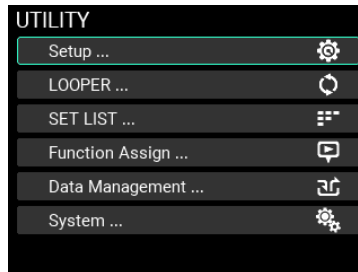 UTILITY
Setup ...
LOOPER ...
SET LIST ...
Function Assign ...
Data Management ...
System ...